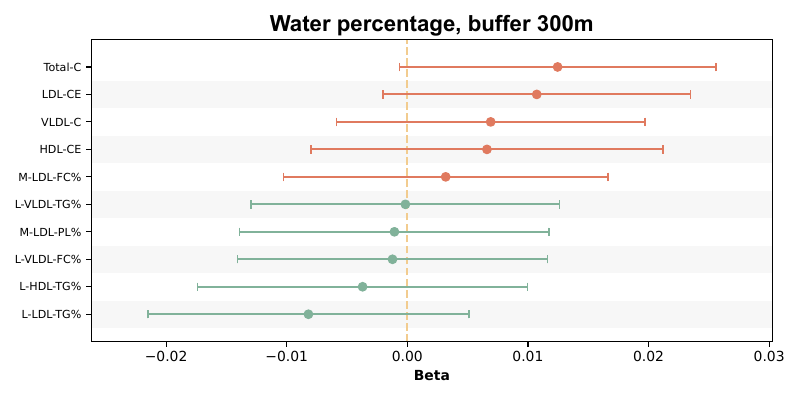 Water percentage, buffer 300m
Total-C
LDL-CE
VLDL-C
HDL-CE
M-LDL-FC%
L-VLDL-TG%
M-LDL-PL%
L-VLDL-FC%
L-HDL-TG%
L-LDL-TG%
−0.02 −0.01 0.00 0.01 0.02 0.03
Beta